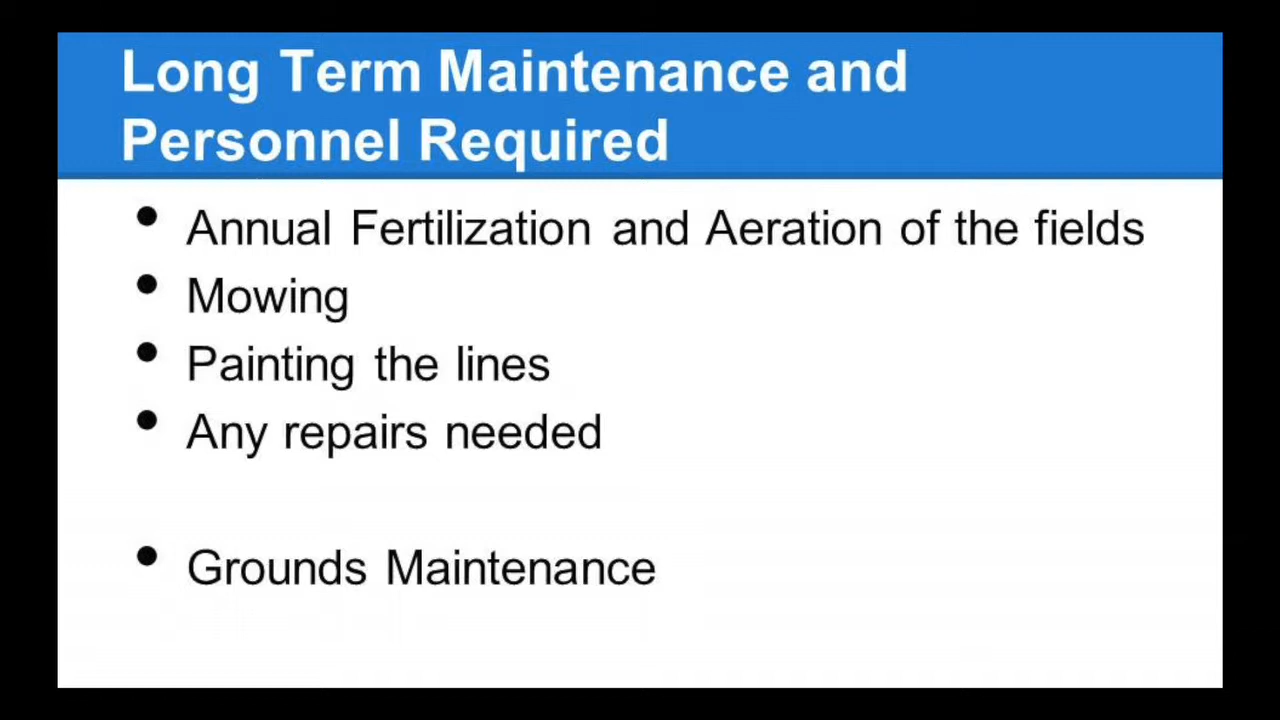 Long Term Maintenance and
Personnel Required
• Annual Fertilization and Aeration of the fields
• Mowing
• Painting the lines
• Any repairs needed
• Grounds Maintenance